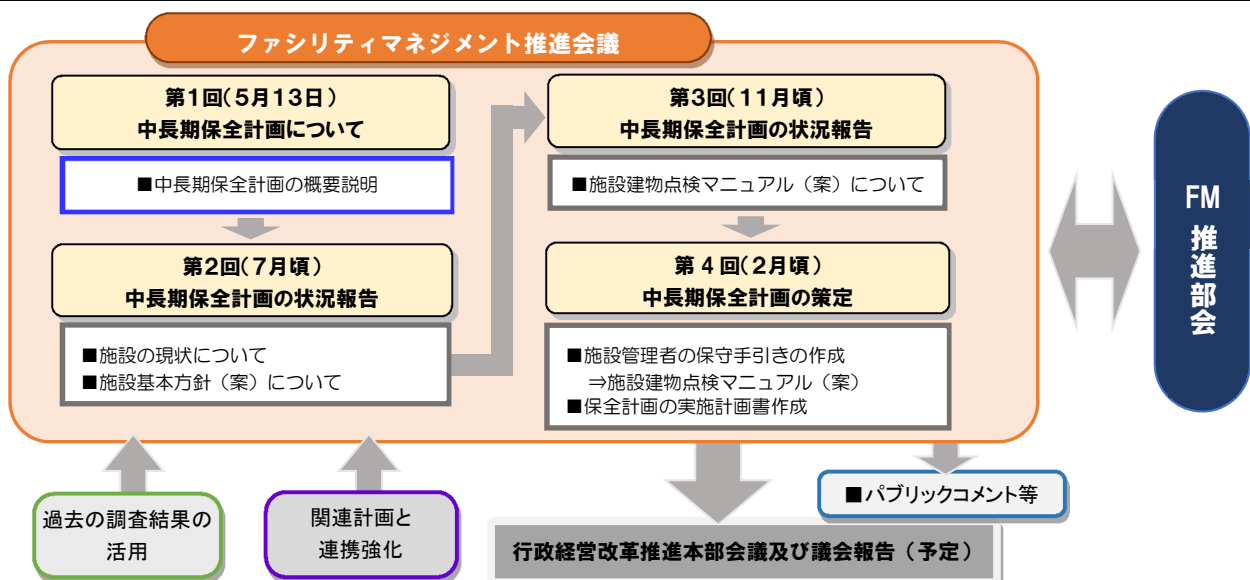 ファシリティマネジメント推進会議
第1回(5月13日)
中長期保全計画について
■中長期保全計画の概要説明
第2回(7月頃)
中長期保全計画の状況報告
■施設の現状について
■施設基本方針（案）について
第3回(11月頃)
中長期保全計画の状況報告
■施設建物点検マニュアル（案）について
第4回(2月頃)
中長期保全計画の策定
■施設管理者の保守手引きの作成
⇒施設建物点検マニュアル（案）
■保全計画の実施計画書作成
FM
推進部会
過去の調査結果の
活用
関連計画と
連携強化
■パブリックコメント等
行政経営改革推進本部会議及び議会報告（予定）